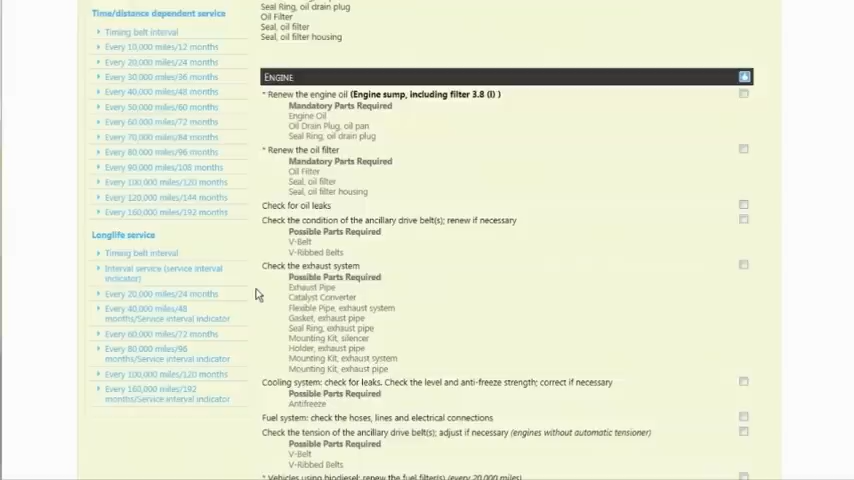 Time/distance dependent service
Timing belt interval
Every 10,000 miles/12 months
Every 20,000 miles/24 months
Every 30,000 miles/36 months
Every 40,000 miles/48 months
Every 50,000 miles/60 months
Every 60,000 miles/72 months
Every 70,000 miles/84 months
Every 80,000 miles/96 months
Every 90,000 miles/108 months
Every 100,000 miles/120 months
Every 120,000 miles/144 months
Every 160,000 miles/192 months
Longlife service
Timing belt interval
Interval service (service interval
indicator)
Every 20,000 miles/24 months
Every 40,000 miles/48
months/Service interval indicator
Every 60,000 miles/72 months
Every 80,000 miles/96
months/Service interval indicator
Every 100,000 miles/120 months
Every 160,000 miles/192
months/Service interval indicator
Seal Ring, oil drain plug
Oil Filter
Seal, oil filter
Seal, oil filter housing
ENGINE
* Renew the engine oil (Engine sump, including filter 3.8 (l) )
Mandatory Parts Required
Engine Oil
Oil Drain Plug, oil pan
Seal Ring, oil drain plug
* Renew the oil filter
Mandatory Parts Required
Oil Filter
Seal, oil filter
Seal, oil filter housing
Check for oil leaks
Check the condition of the ancillary drive belt(s); renew if necessary
Possible Parts Required
V-Belt
V-Ribbed Belts
Check the exhaust system
Possible Parts Required
Exhaust Pipe
Catalyst Converter
Flexible Pipe, exhaust system
Gasket, exhaust pipe
Seal Ring, exhaust pipe
Mounting Kit, silencer
Holder, exhaust pipe
Mounting Kit, exhaust system
Mounting Kit, exhaust pipe
Cooling system: check for leaks. Check the level and anti-freeze strength; correct if necessary
Possible Parts Required
Antifreeze
Fuel system: check the hoses, lines and electrical connections
Check the tension of the ancillary drive belt(s); adjust if necessary (engines without automatic tensioner)
Possible Parts Required
V-Belt
V-Ribbed Belts
* Vehicles using biodiesel: renew the fuel filter(s) (every 20,000 miles)